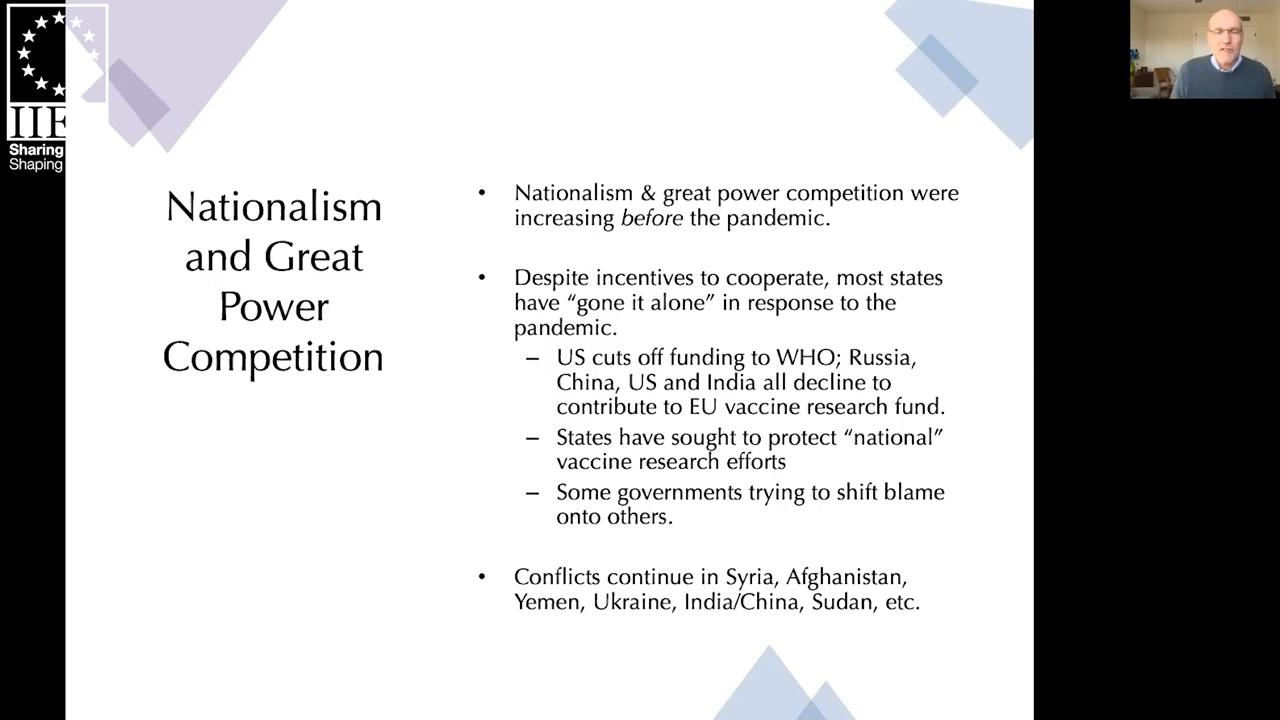 IIE
Sharing
Shaping
Nationalism
and Great
Power
Competition
• Nationalism & great power competition were
increasing before the pandemic.
• Despite incentives to cooperate, most states
have “gone it alone” in response to the
pandemic.
– US cuts off funding to WHO; Russia,
China, US and India all decline to
contribute to EU vaccine research fund.
– States have sought to protect “national”
vaccine research efforts
– Some governments trying to shift blame
onto others.
• Conflicts continue in Syria, Afghanistan,
Yemen, Ukraine, India/China, Sudan, etc.